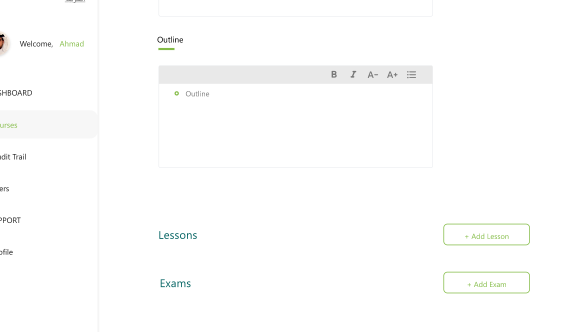 Welcome, Ahmad
SHBOARD
urses
dit Trail
ers
PPORT
ofile
Outline
B I A- A+
Outline
Lessons
+ Add Lesson
Exams
+ Add Exam